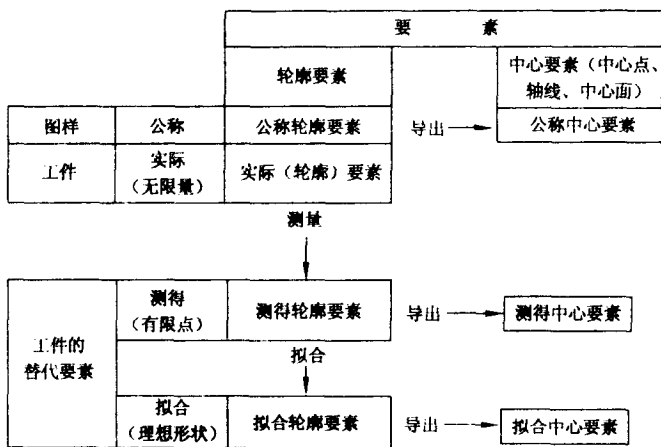 要 素
轮廓要素
中心要素（中心点、
轴线、中心面）
图样 公称 公称轮廓要素 导出 公称中心要素
工件 实际
（无限量） 实际（轮廓）要素
测量
工件的
替代要素
测得
（有限点） 测得轮廓要素 导出 测得中心要素
拟合
拟合
（理想形状） 拟合轮廓要素 导出 拟合中心要素